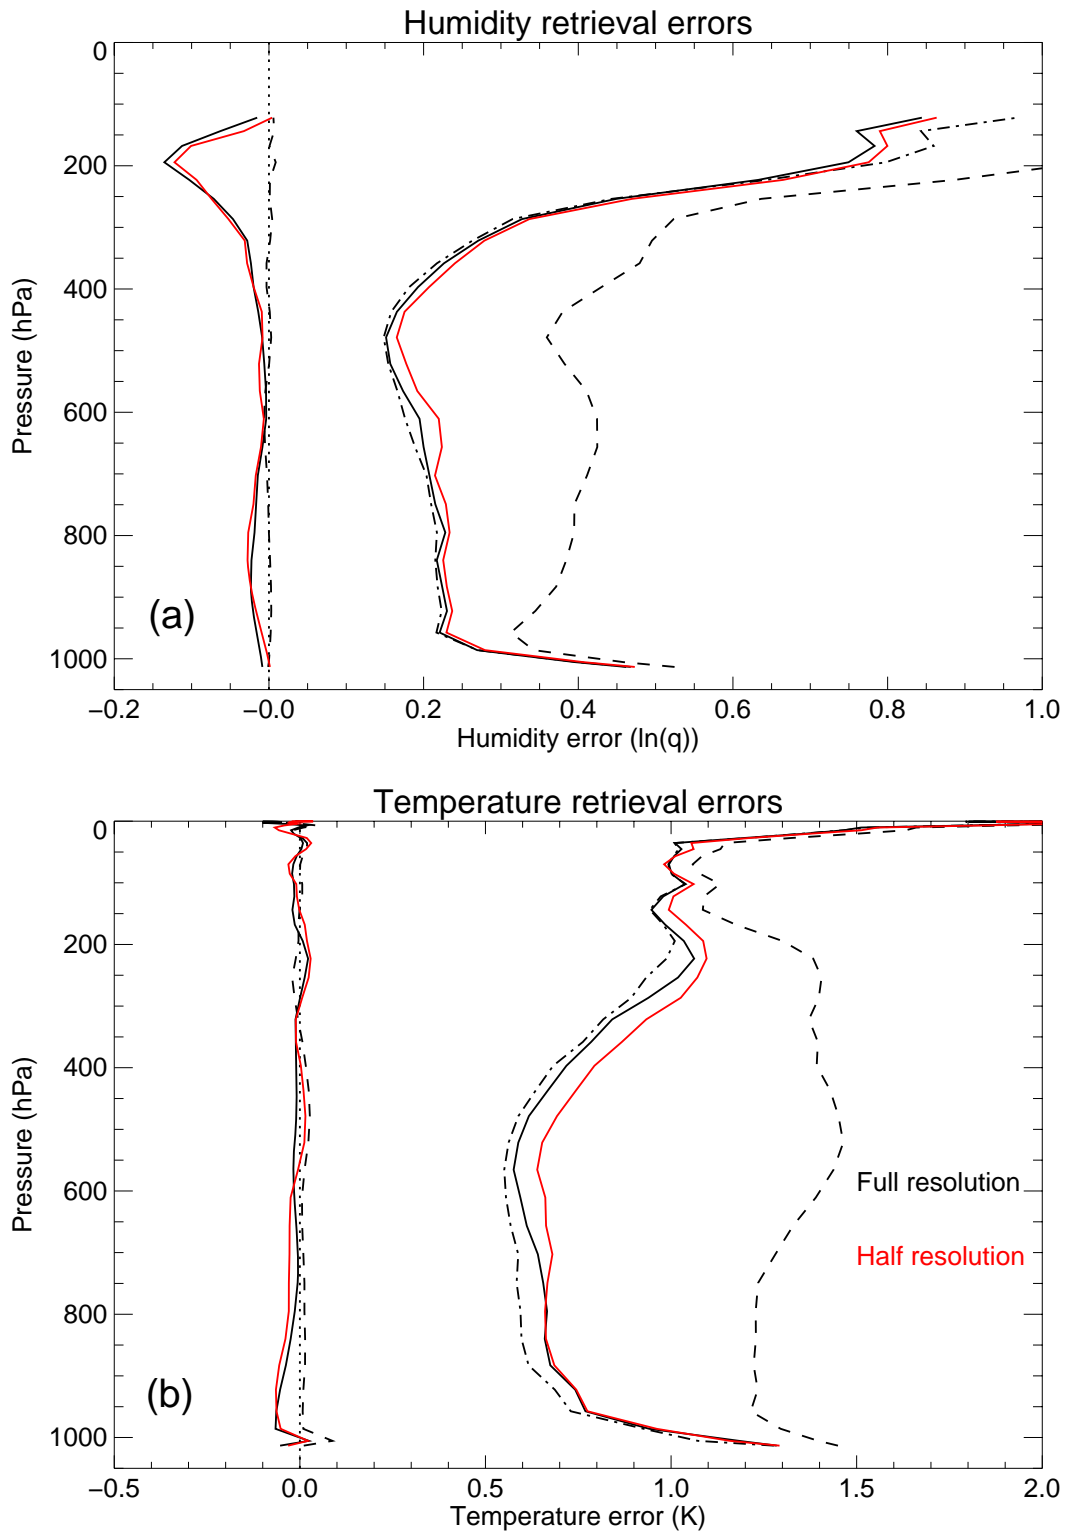 Humidity retrieval errors
0
200
400
600
800
1000
Pressure (hPa)
(a)
−0.2 −0.0 0.2 0.4 0.6 0.8 1.0
Humidity error (ln(q))
Temperature retrieval errors
0
200
400
600
800
1000
Pressure (hPa)
Full resolution
Half resolution
(b)
−0.5 0.0 0.5 1.0 1.5 2.0
Temperature error (K)